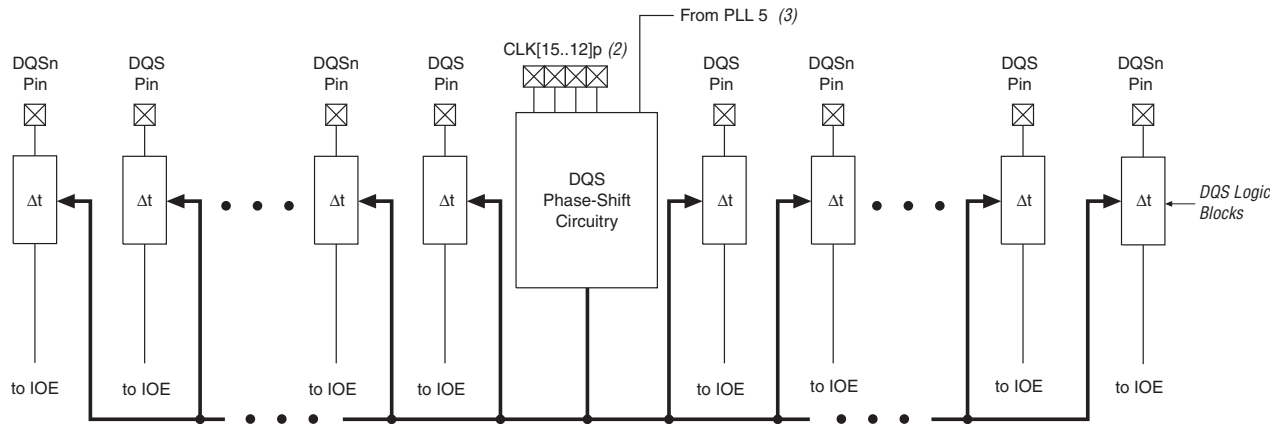 From PLL 5 (3)
CLK[15..12]p (2)
DQSn
Pin
DQS
Pin
DQSn
Pin
DQS
Pin
DQS
Pin
DQSn
Pin
DQS
Pin
DQSn
Pin
Δt
Δt
Δt
Δt
DQS
Phase-Shift
Circuitry
Δt
Δt
Δt
Δt
DQS Logic
Blocks
to IOE
to IOE
to IOE
to IOE
to IOE
to IOE
to IOE
to IOE